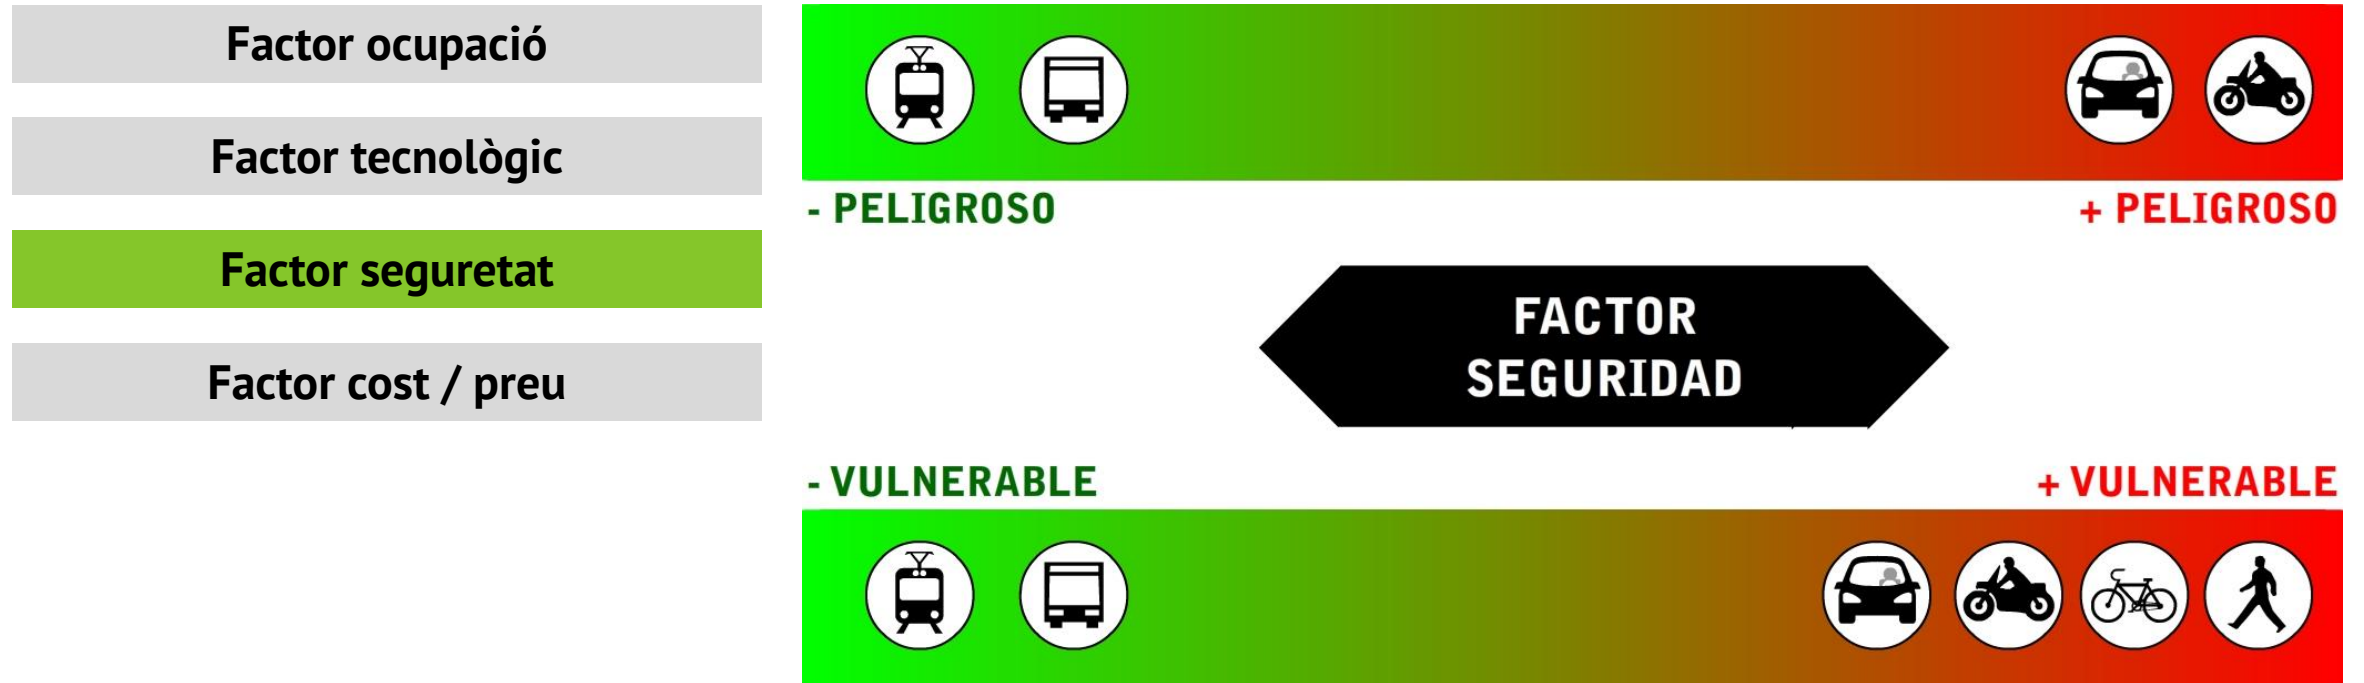 Factor ocupació
Factor tecnològic
Factor seguretat
Factor cost / preu
- PELIGROSO
+ PELIGROSO
FACTOR
SEGURIDAD
- VULNERABLE
+ VULNERABLE